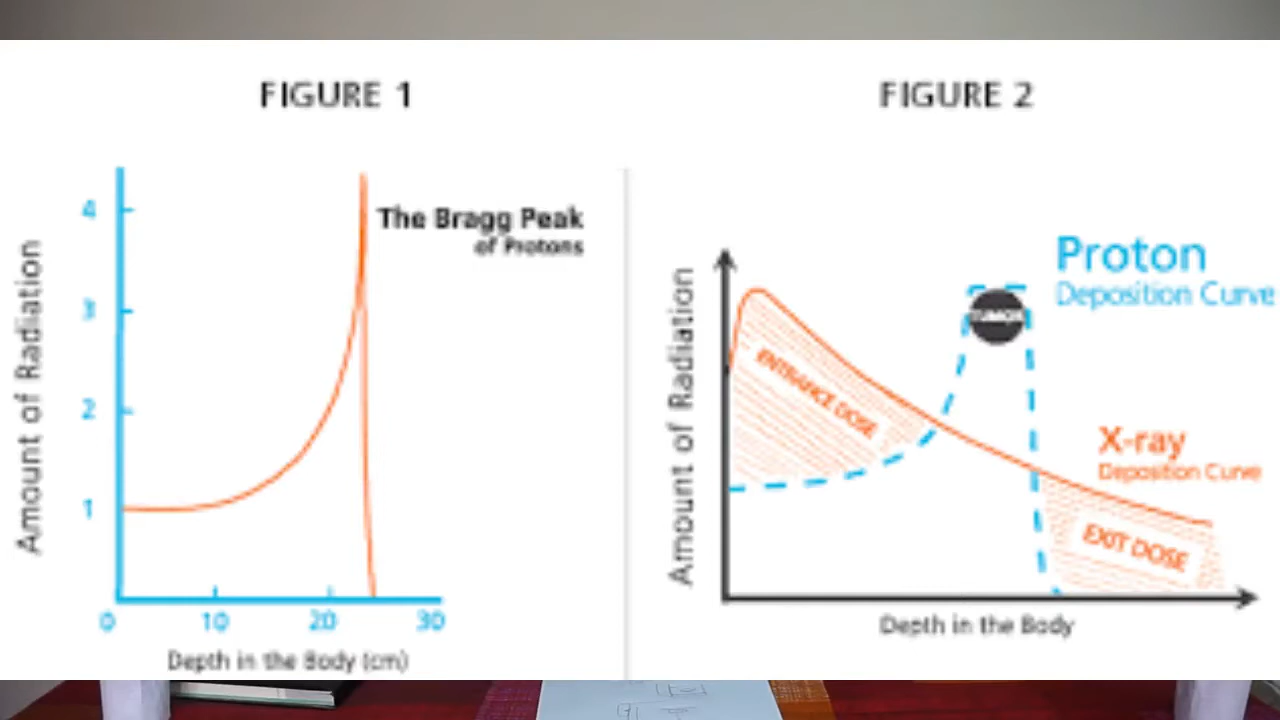 FIGURE 1
4
3
2
1
0
10
20
30
Amount of Radiation
Depth in the Body (cm)
The Bragg Peak
of Protons
FIGURE 2
Amount of Radiation
Depth in the Body
ENTRANCE DOSE
TUMOR
Proton
Deposition Curve
X-ray
Deposition Curve
EXIT DOSE